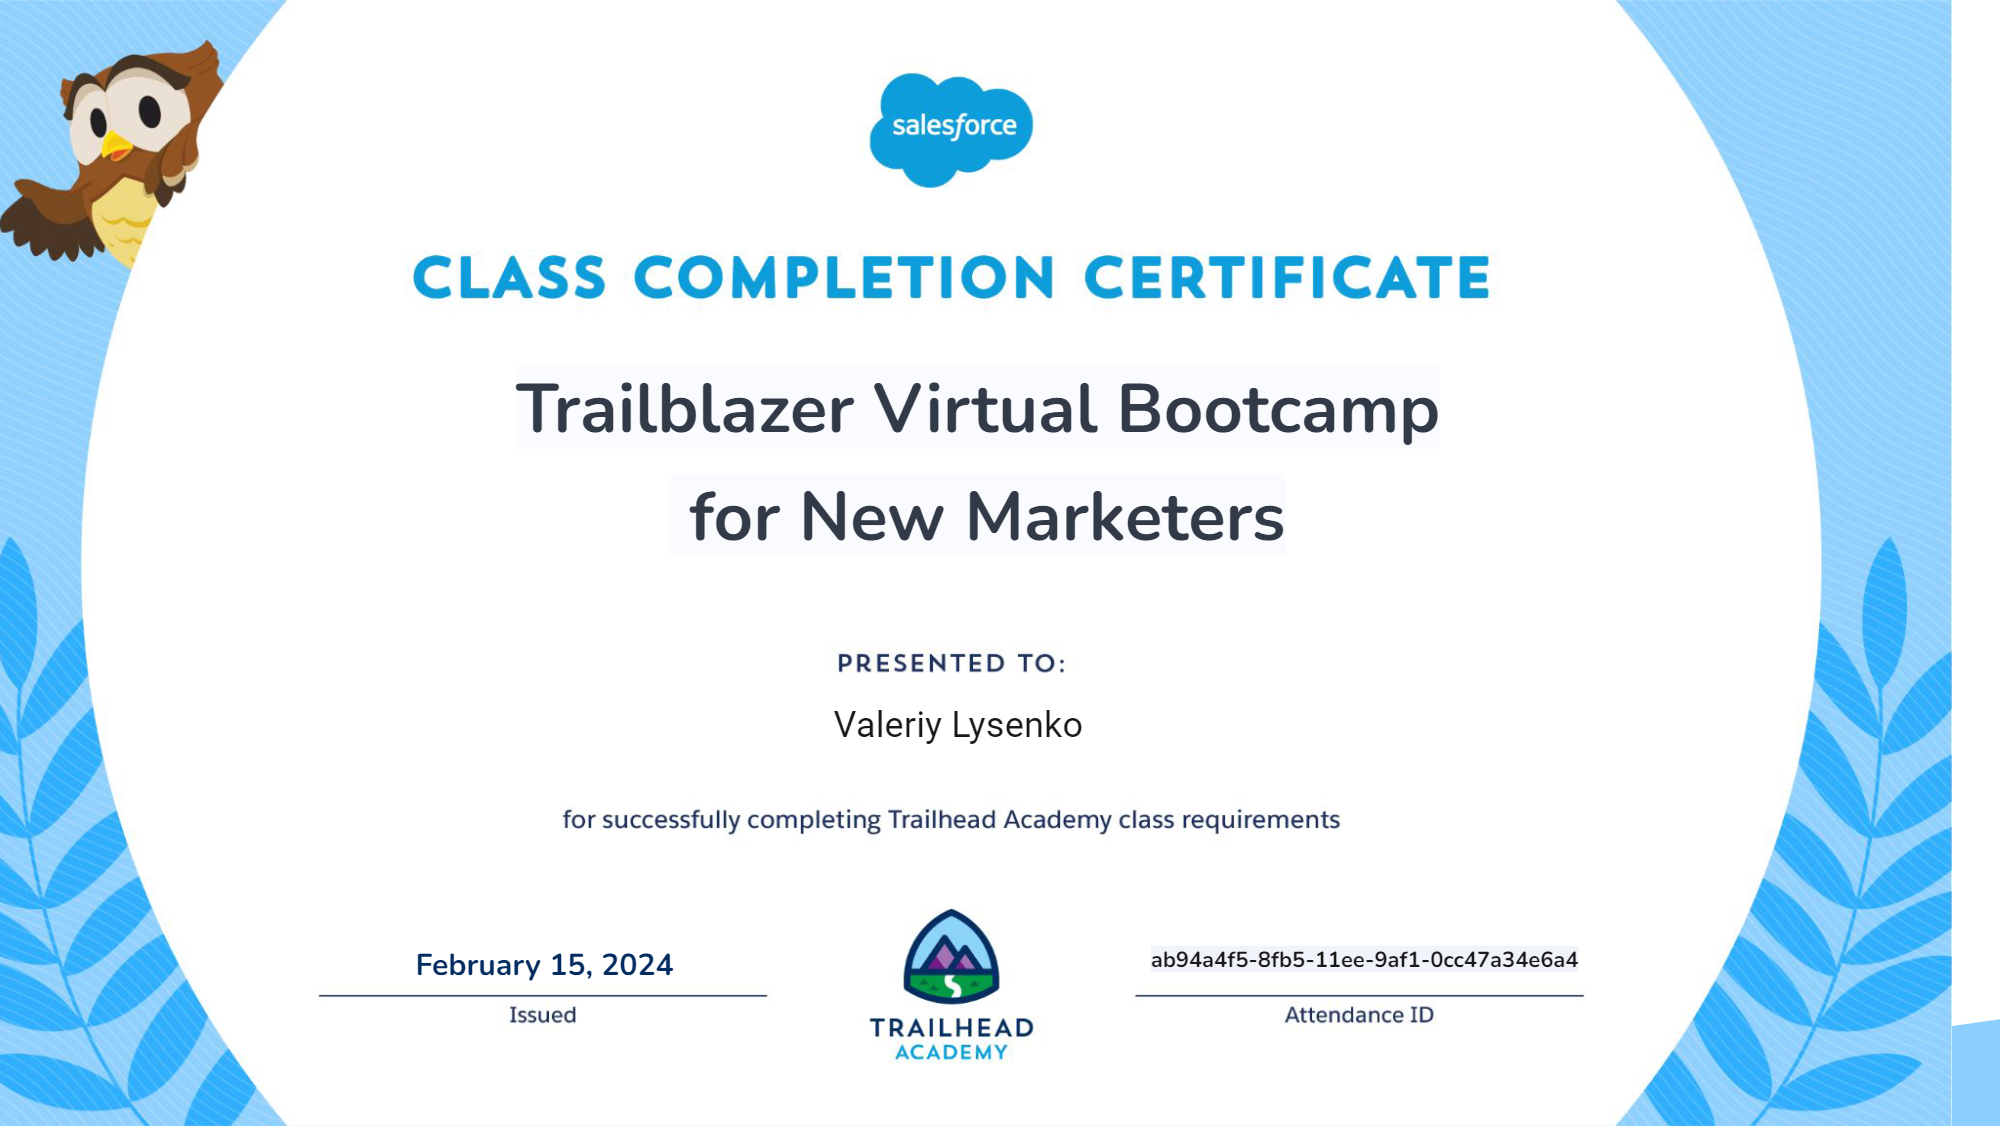 salesforce
CLASS COMPLETION CERTIFICATE
Trailblazer Virtual Bootcamp
for New Marketers
PRESENTED TO:
Valeriy Lysenko
for successfully completing Trailhead Academy class requirements
February 15, 2024
Issued
TRAILHEAD
ACADEMY
ab94a4f5-8fb5-11ee-9af1-0cc47a34e6a4
Attendance ID